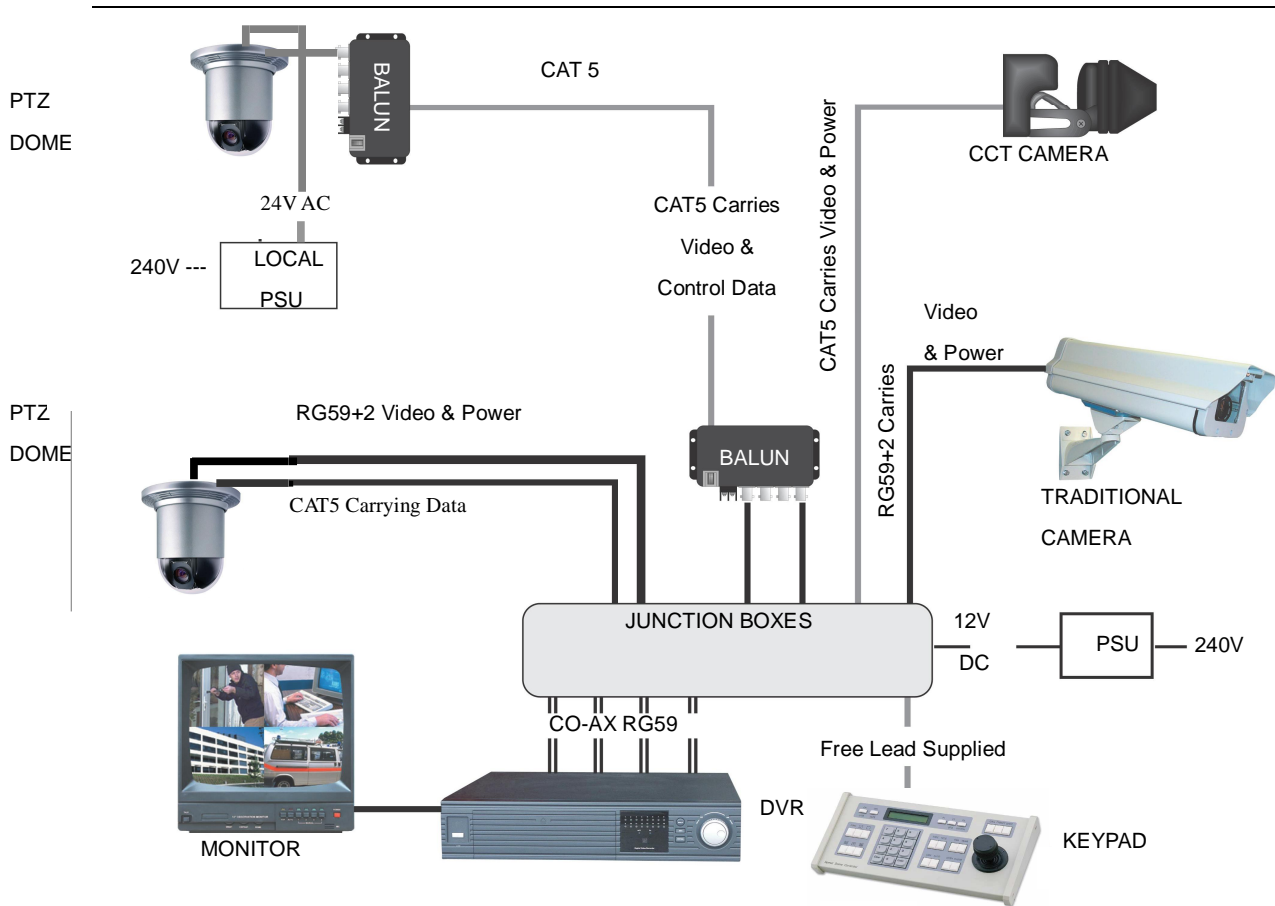 PTZ
DOME
BALUN
CAT 5
24V AC
240V ---
LOCAL
PSU
CAT5 Carries
Video &
Control Data
CAT5 Carries Video & Power
CCT CAMERA
Video
& Power
RG59+2 Carries
TRADITIONAL
CAMERA
PTZ
DOME
RG59+2 Video & Power
CAT5 Carrying Data
BALUN
JUNCTION BOXES
12V
DC
PSU
240V
CO-AX RG59
Free Lead Supplied
MONITOR
DVR
KEYPAD